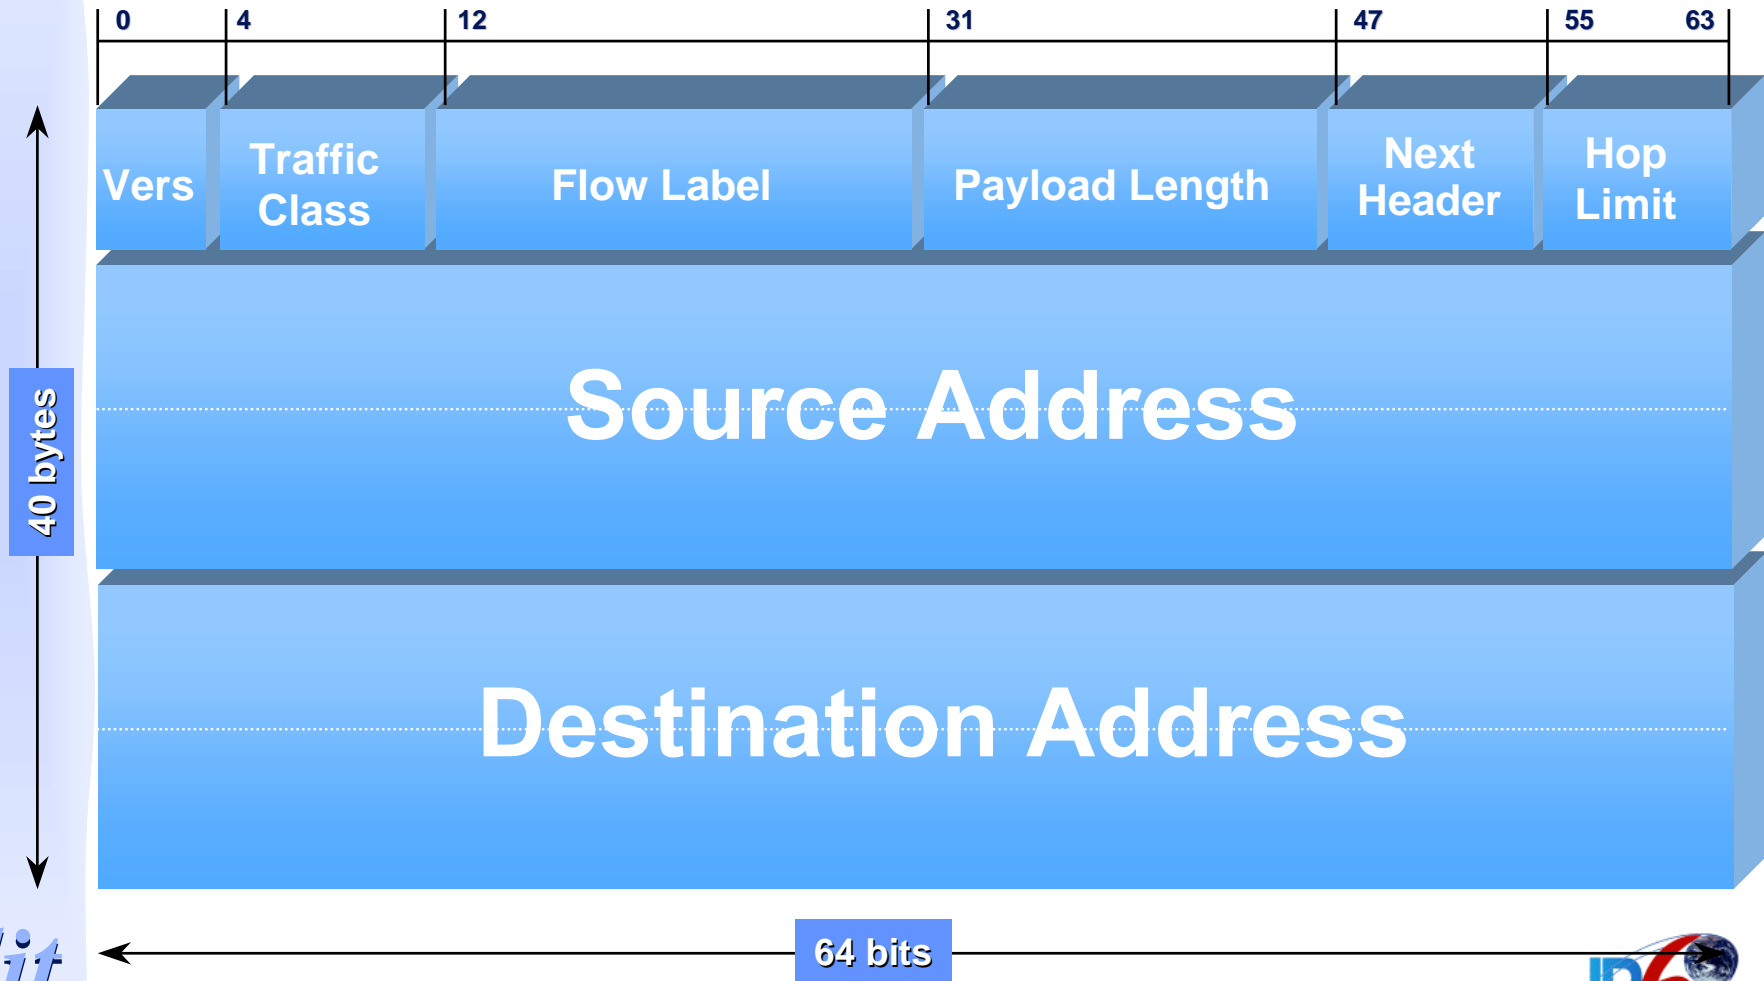 0 4 12 31 47 55 63
Vers
Traffic
Class
Flow Label
Payload Length
Next
Header
Hop
Limit
Source Address
40 bytes
Destination Address
64 bits